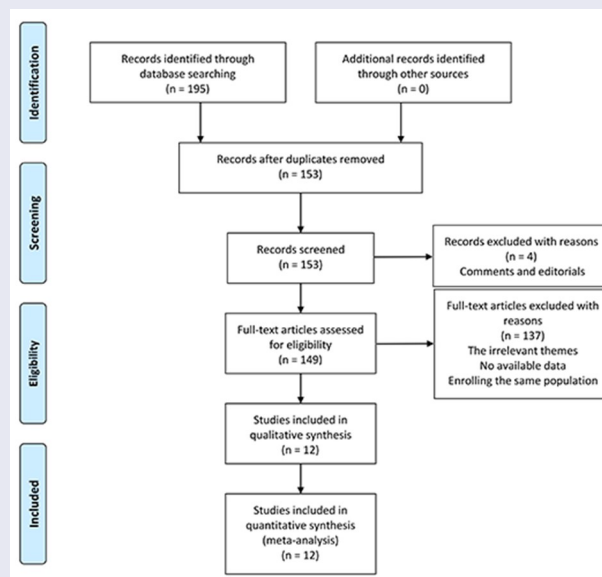 Identification
Records identified through
database searching
(n = 195)
Additional records identified
through other sources
(n = 0)
Records after duplicates removed
(n = 153)
Screening
Records screened
(n = 153)
Records excluded with reasons
(n = 4)
Comments and editorials
Eligibility
Full-text articles assessed
for eligibility
(n = 149)
Full-text articles excluded with
reasons
(n = 137)
The irrelevant themes
No available data
Enrolling the same population
Studies included in
qualitative synthesis
(n = 12)
Included
Studies included in
quantitative synthesis
(meta-analysis)
(n = 12)